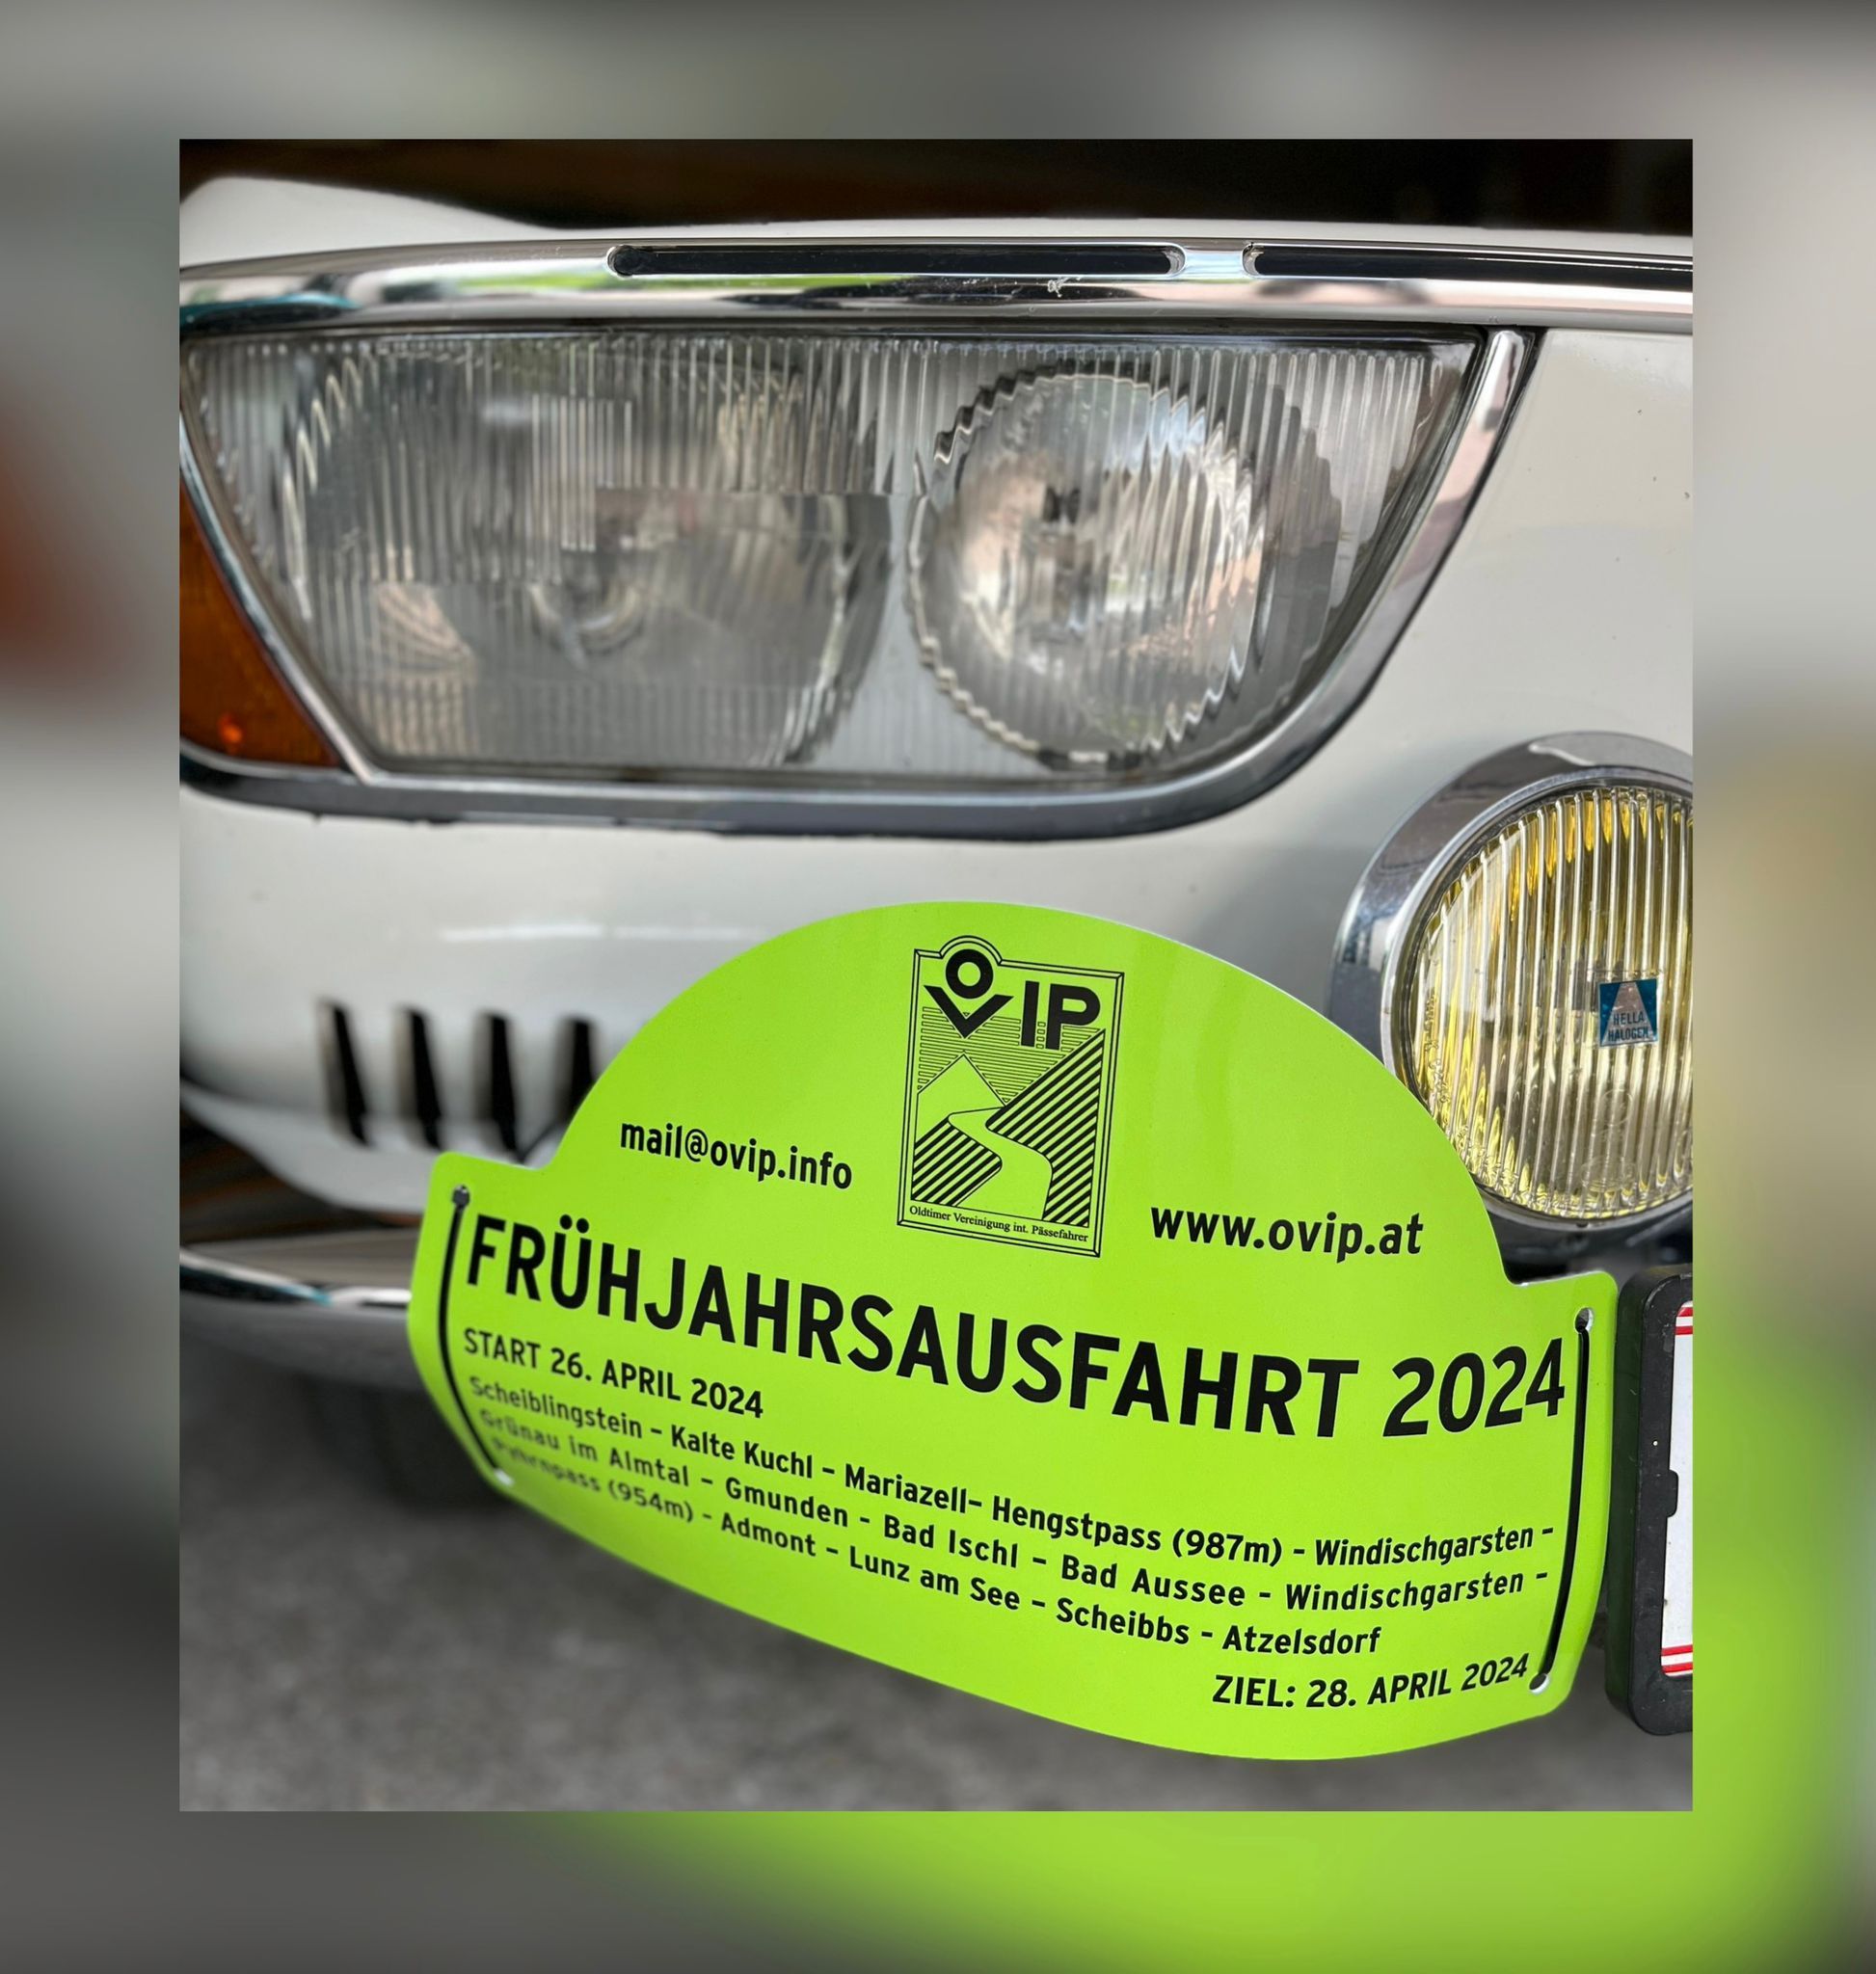 OVIP
Oldtimer Vereinigung int. Pässefahrer
mail@ovip.info
www.ovip.at
FRÜHJAHRSAUSFAHRT 2024
START 26. APRIL 2024
Scheiblingstein - Kalte Kuchl - Mariazell- Hengstpass (987m) - Windischgarsten -
Grünau im Almtal - Gmunden - Bad Ischl - Bad Aussee - Windischgarsten -
Pyhrnpass (954m) - Admont - Lunz am See - Scheibbs - Atzelsdorf
ZIEL: 28. APRIL 2024
HELLA
HALOGEN